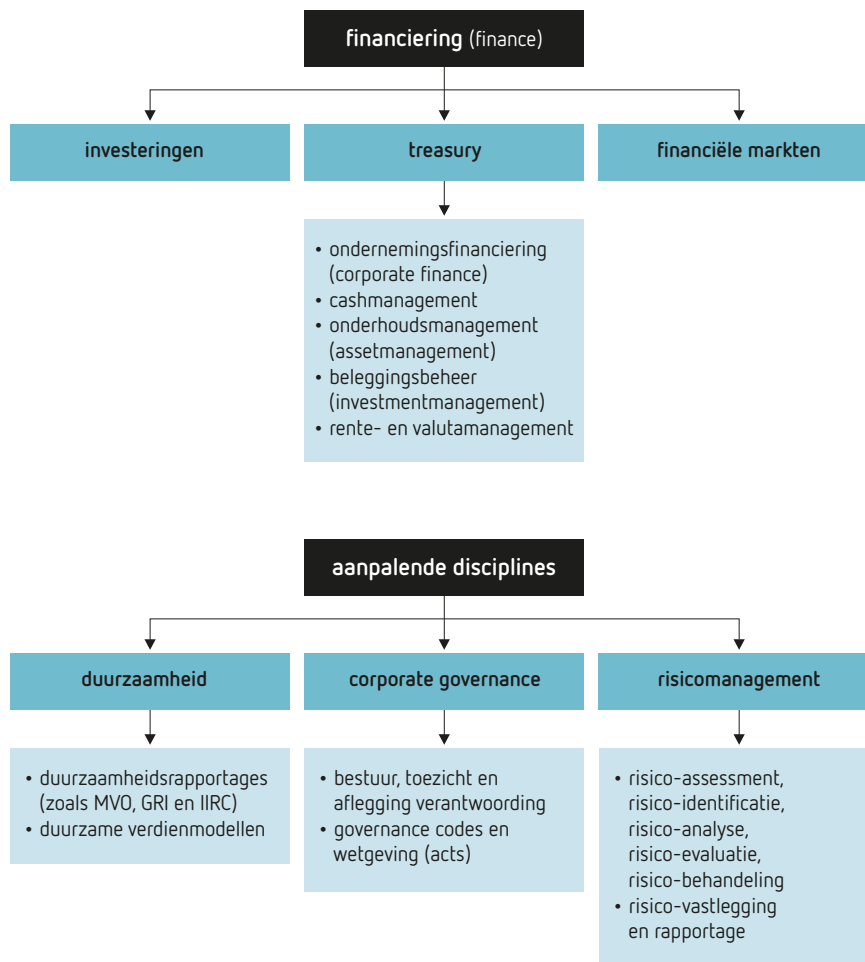 financiering (finance)
investeringen
treasury
financiële markten
• ondernemingsfinanciering
(corporate finance)
• cashmanagement
• onderhoudsmanagement
(assetmanagement)
• beleggingsbeheer
(investmentmanagement)
• rente- en valutamanagement
aanpalende disciplines
duurzaamheid
corporate governance
risicomanagement
• duurzaamheidsrapportages
(zoals MVO, GRI en IIRC)
• duurzame verdienmodellen
• bestuur, toezicht en
aflegging verantwoording
• governance codes en
wetgeving (acts)
• risico-assessment,
risico-identificatie,
risico-analyse,
risico-evaluatie,
risico-behandeling
• risico-vastlegging
en rapportage